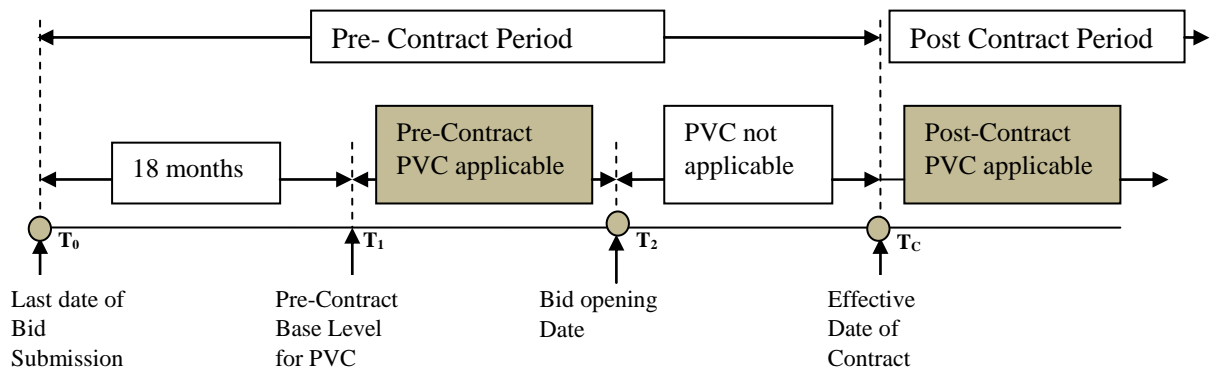 Pre- Contract Period
Post Contract Period
18 months
Pre-Contract
PVC applicable
PVC not
applicable
Post-Contract
PVC applicable
T₀
T₁
T₂
T_C
Last date of
Bid
Submission
Pre-Contract
Base Level
for PVC
Bid opening
Date
Effective
Date of
Contract